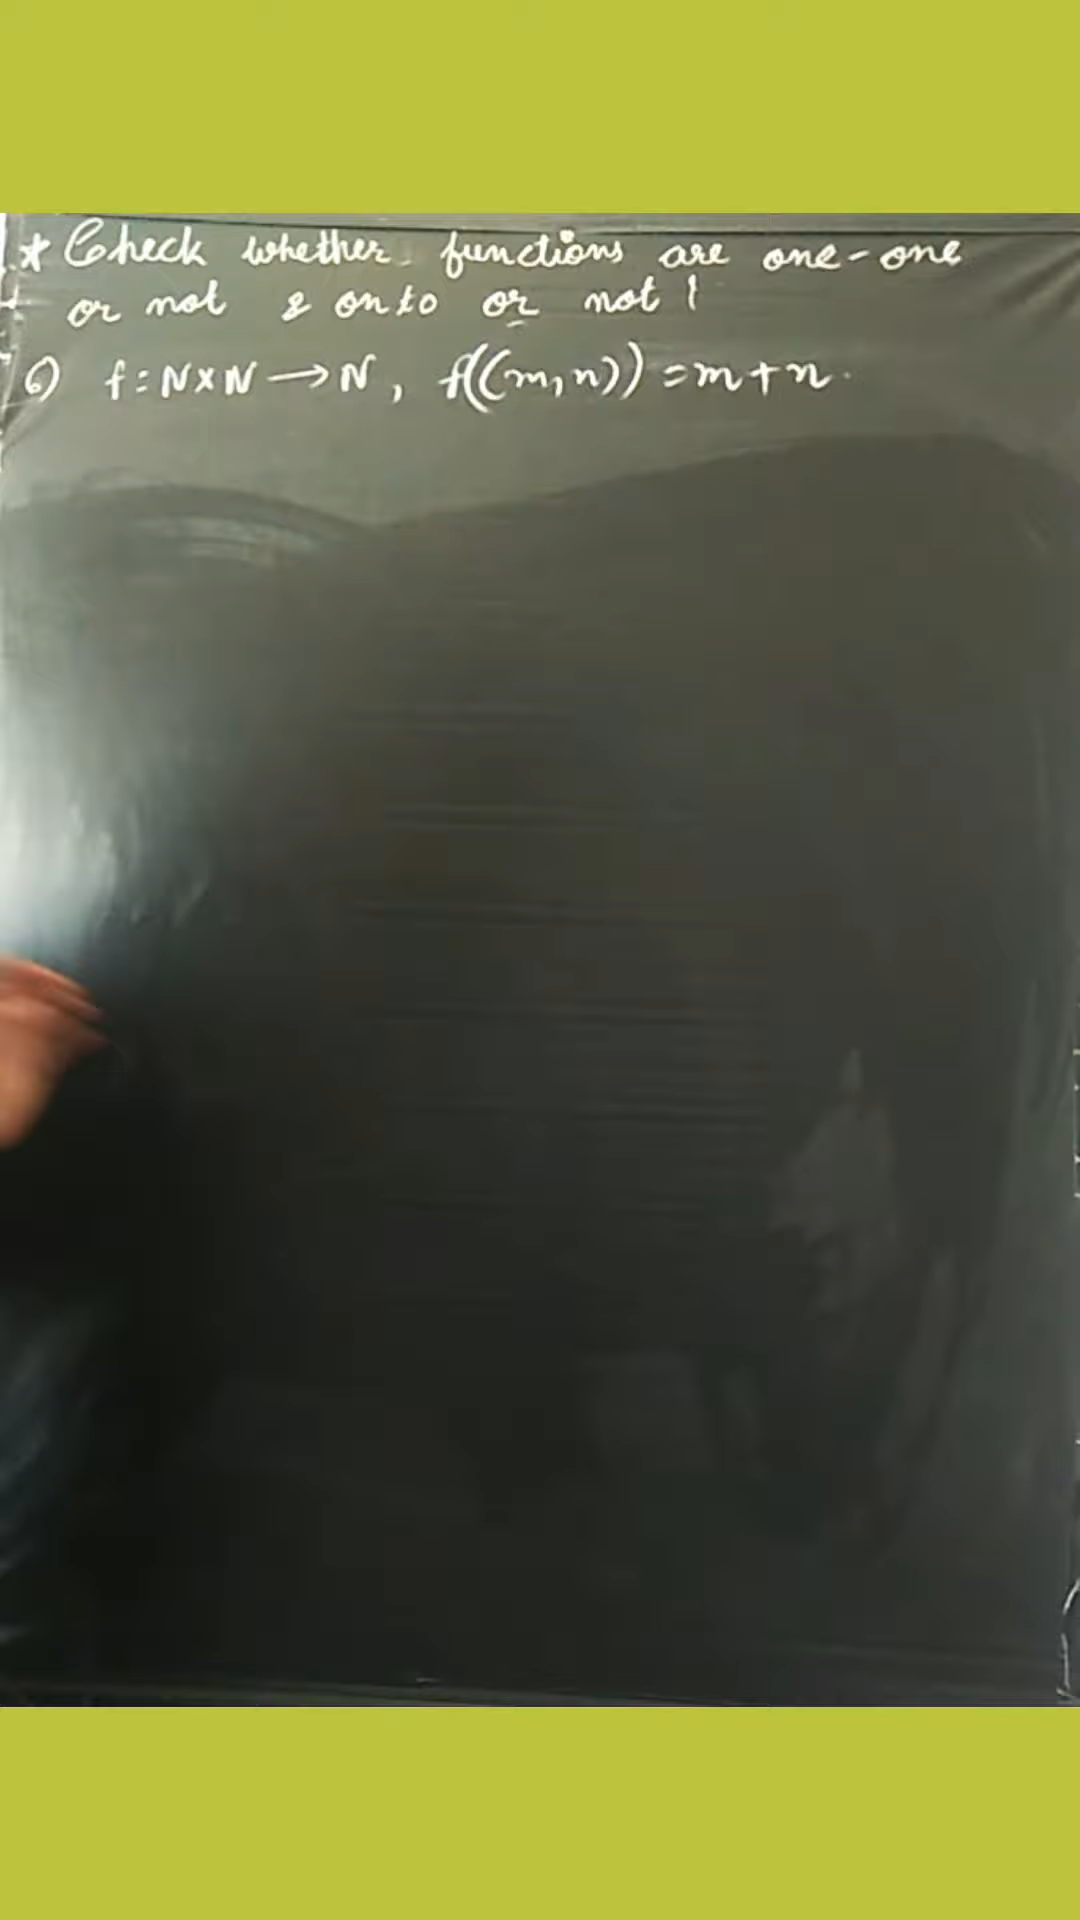 * Check whether functions are one-one
or not & onto or not !
6) f : N×N → N , f((m,n)) = m+n.